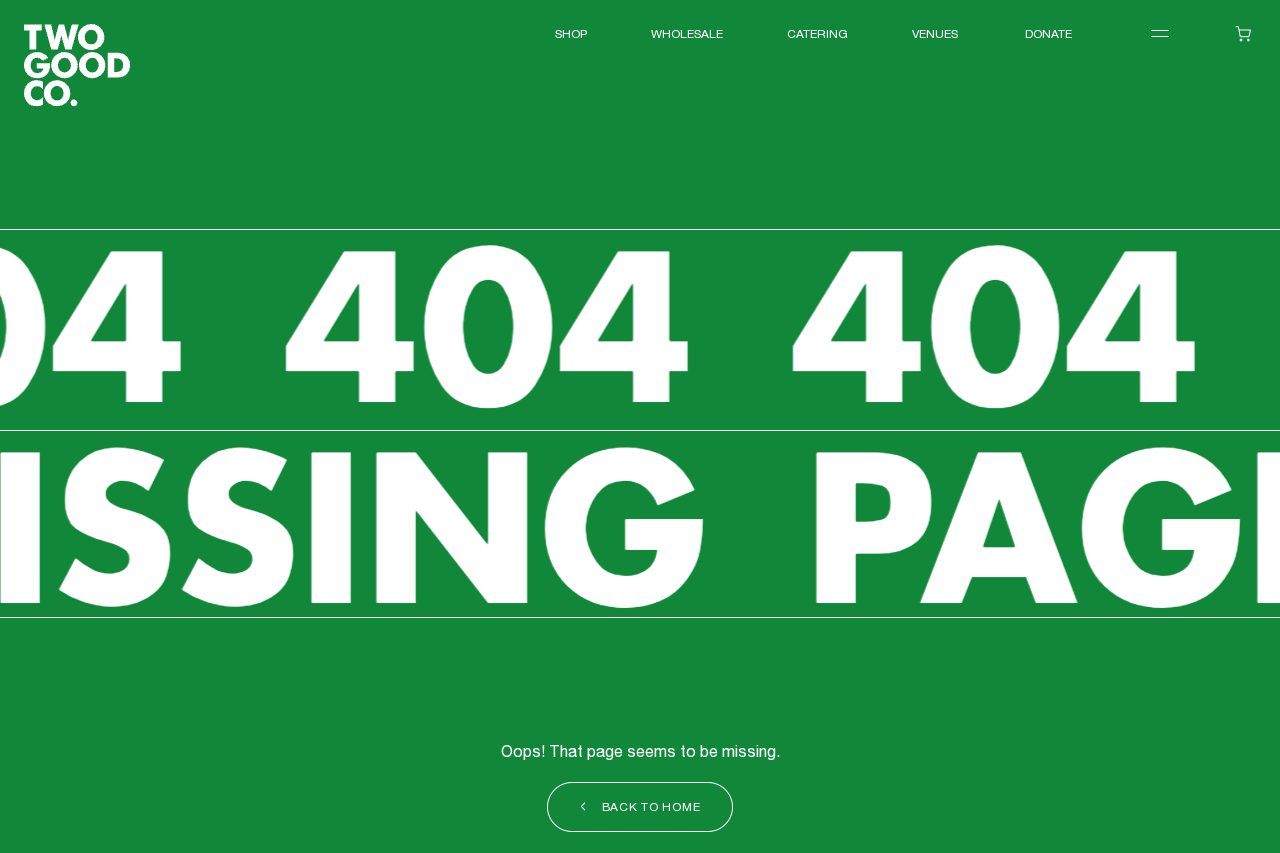 TWO
GOOD
CO.
SHOP WHOLESALE CATERING VENUES DONATE
04 404 404
ISSING PAG
Oops! That page seems to be missing.
BACK TO HOME